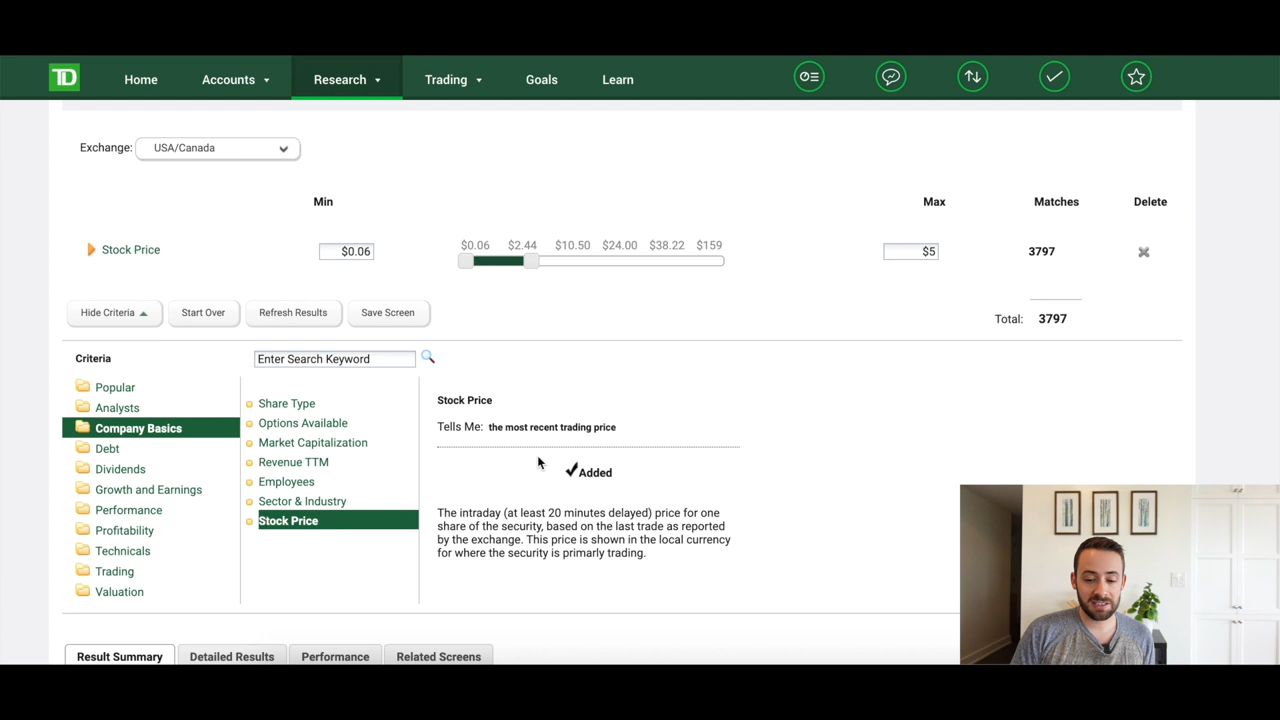 TD
Home
Accounts
Research
Trading
Goals
Learn
Exchange:
USA/Canada
Min
Max
Matches
Delete
Stock Price
$0.06
$0.06
$2.44
$10.50
$24.00
$38.22
$159
$5
3797
Hide Criteria
Start Over
Refresh Results
Save Screen
Total: 3797
Criteria
Enter Search Keyword
Popular
Analysts
Company Basics
Debt
Dividends
Growth and Earnings
Performance
Profitability
Technicals
Trading
Valuation
Share Type
Options Available
Market Capitalization
Revenue TTM
Employees
Sector & Industry
Stock Price
Stock Price
Tells Me: the most recent trading price
Added
The intraday (at least 20 minutes delayed) price for one
share of the security, based on the last trade as reported
by the exchange. This price is shown in the local currency
for where the security is primarly trading.
Result Summary
Detailed Results
Performance
Related Screens